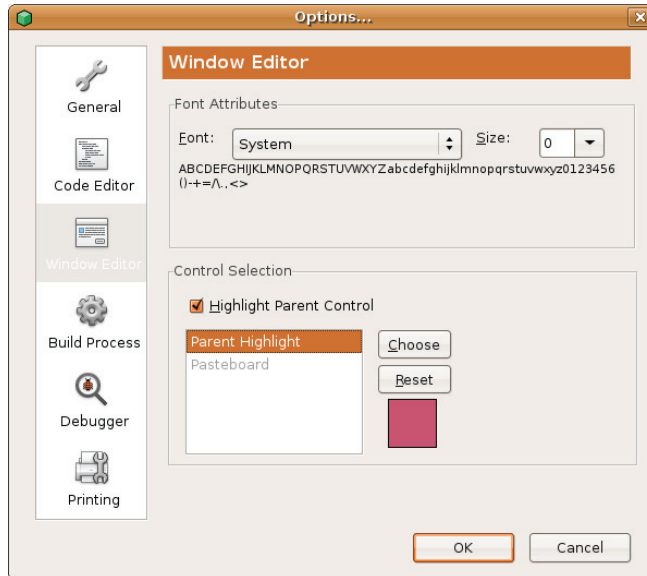 Options...
General
Code Editor
Window Editor
Build Process
Debugger
Printing
Window Editor
Font Attributes
Font: System Size: 0
ABCDEFGHIJKLMNOPQRSTUVWXYZabcdefghijklmnopqrstuvwxyz0123456
()-+=/\.,<>
Control Selection
Highlight Parent Control
Parent Highlight
Pasteboard
Choose
Reset
OK Cancel